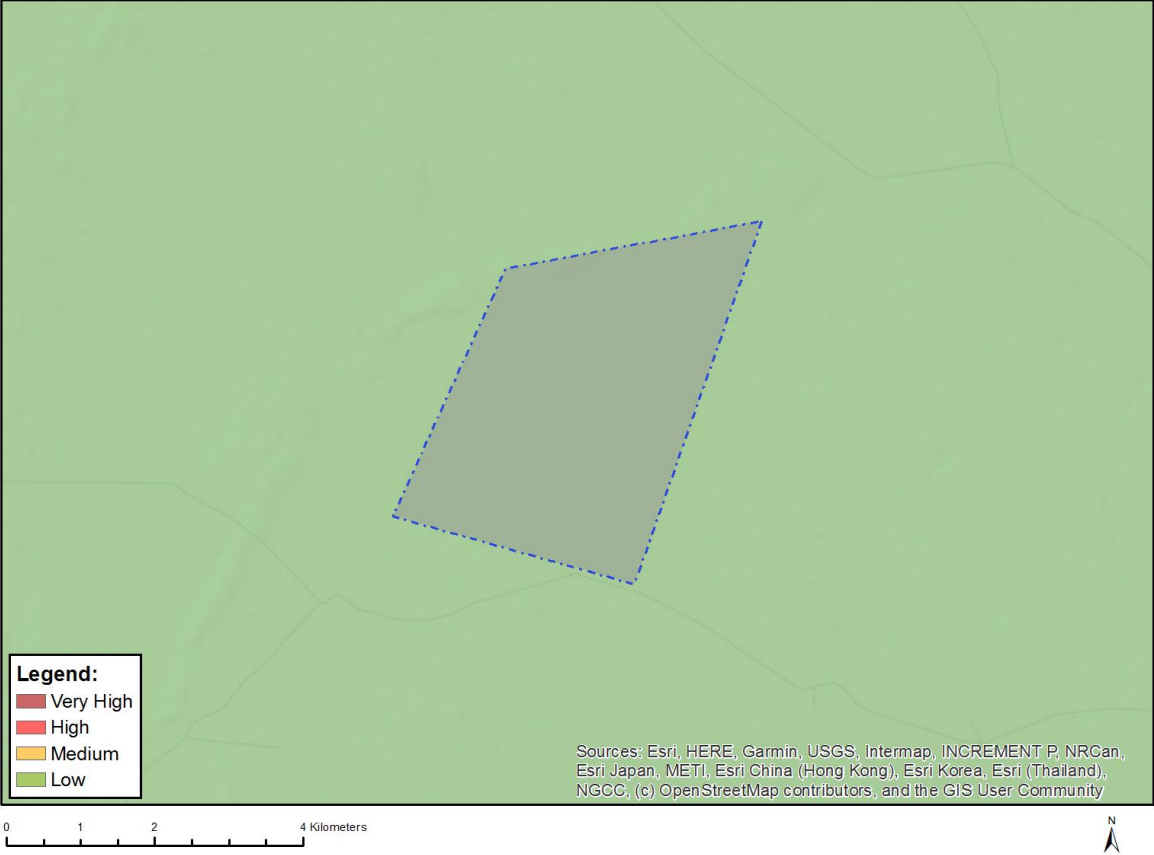 Legend:
Very High
High
Medium
Low
Sources: Esri, HERE, Garmin, USGS, Intermap, INCREMENT P, NRCan,
Esri Japan, METI, Esri China (Hong Kong), Esri Korea, Esri (Thailand),
NGCC, (c) OpenStreetMap contributors, and the GIS User Community
0 1 2 4 Kilometers
N